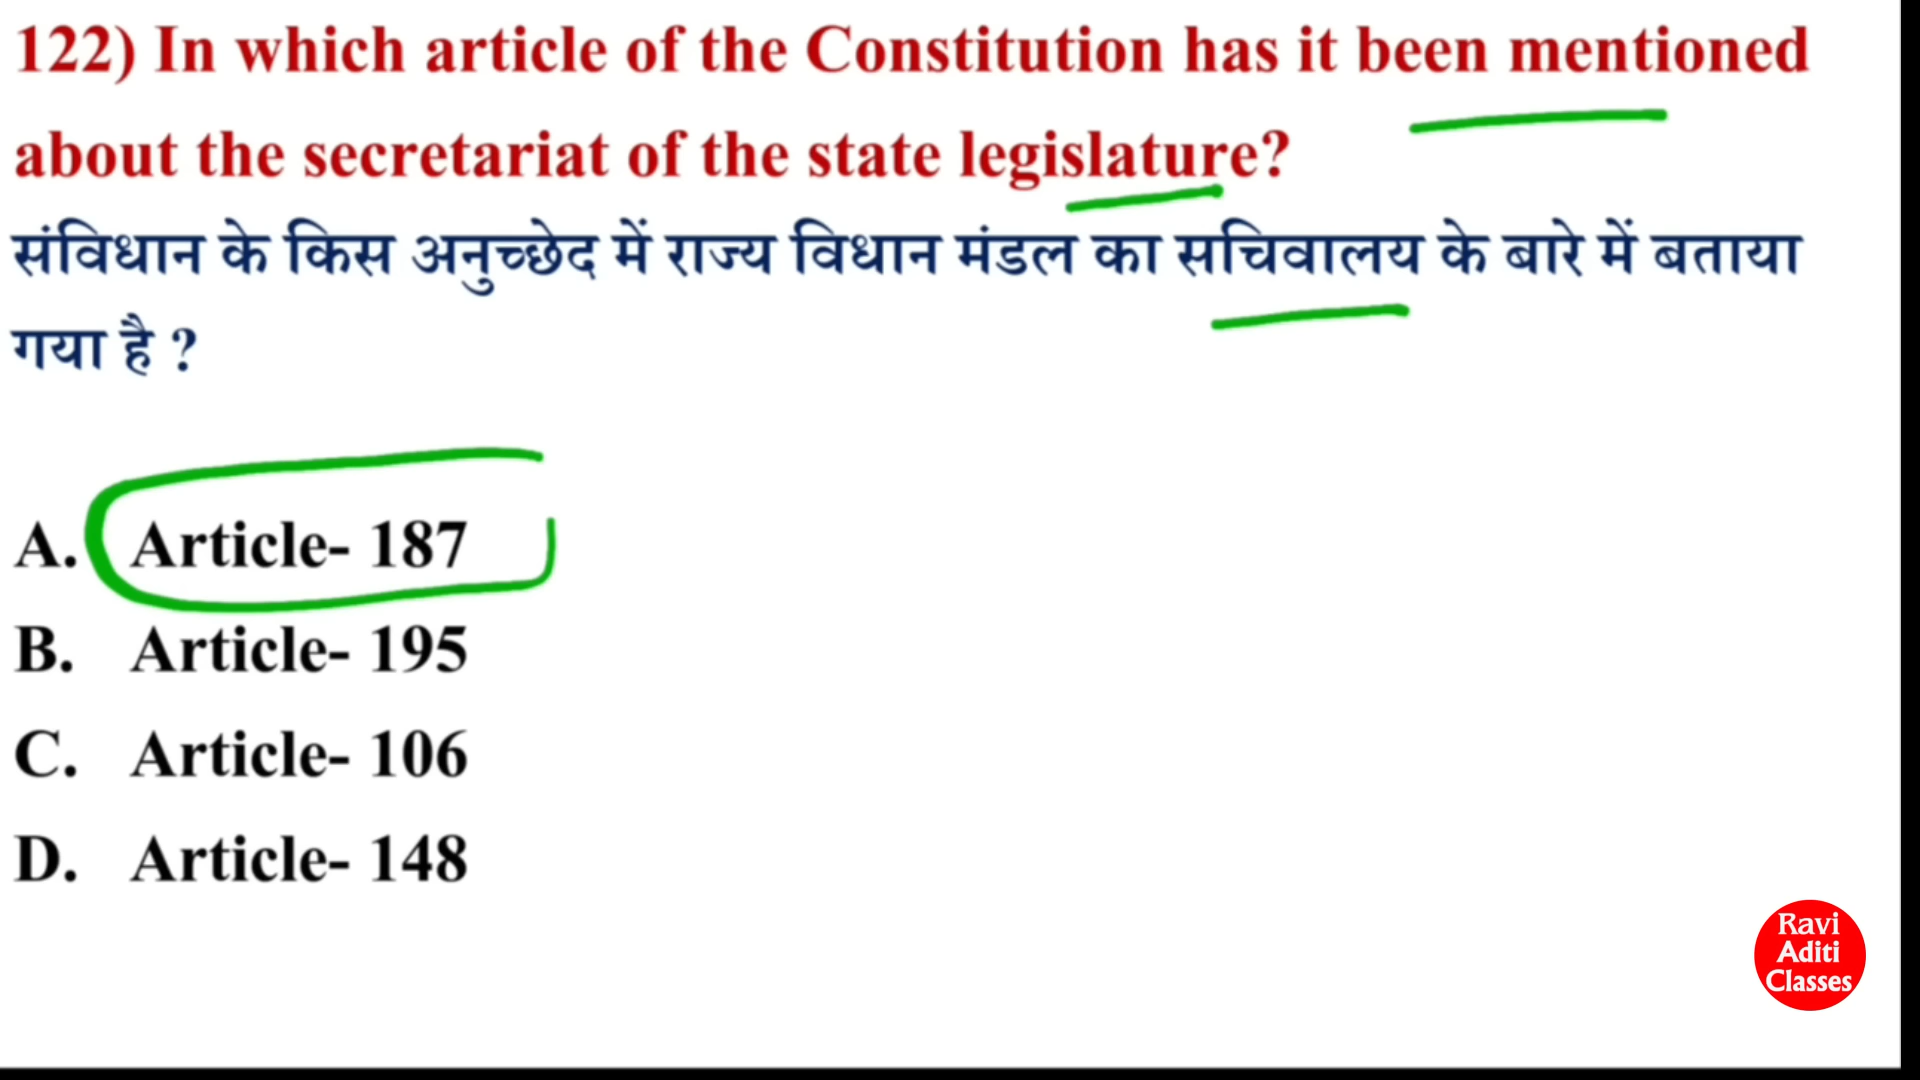 122) In which article of the Constitution has it been mentioned
about the secretariat of the state legislature?
संविधान के किस अनुच्छेद में राज्य विधान मंडल का सचिवालय के बारे में बताया
गया है ?
A. Article- 187
B. Article- 195
C. Article- 106
D. Article- 148
Ravi
Aditi
Classes